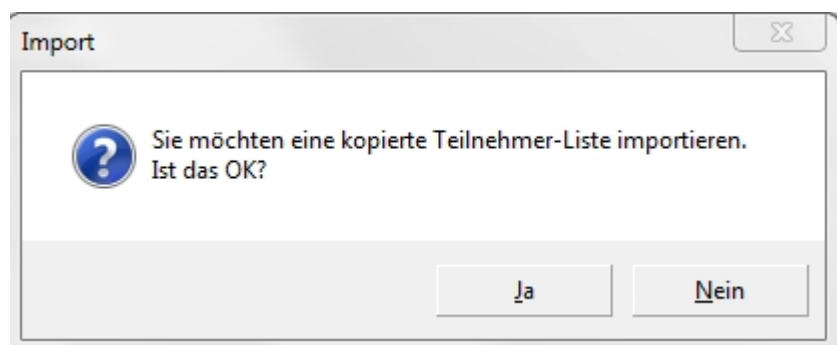 Import
Sie möchten eine kopierte Teilnehmer-Liste importieren.
Ist das OK?
Ja
Nein